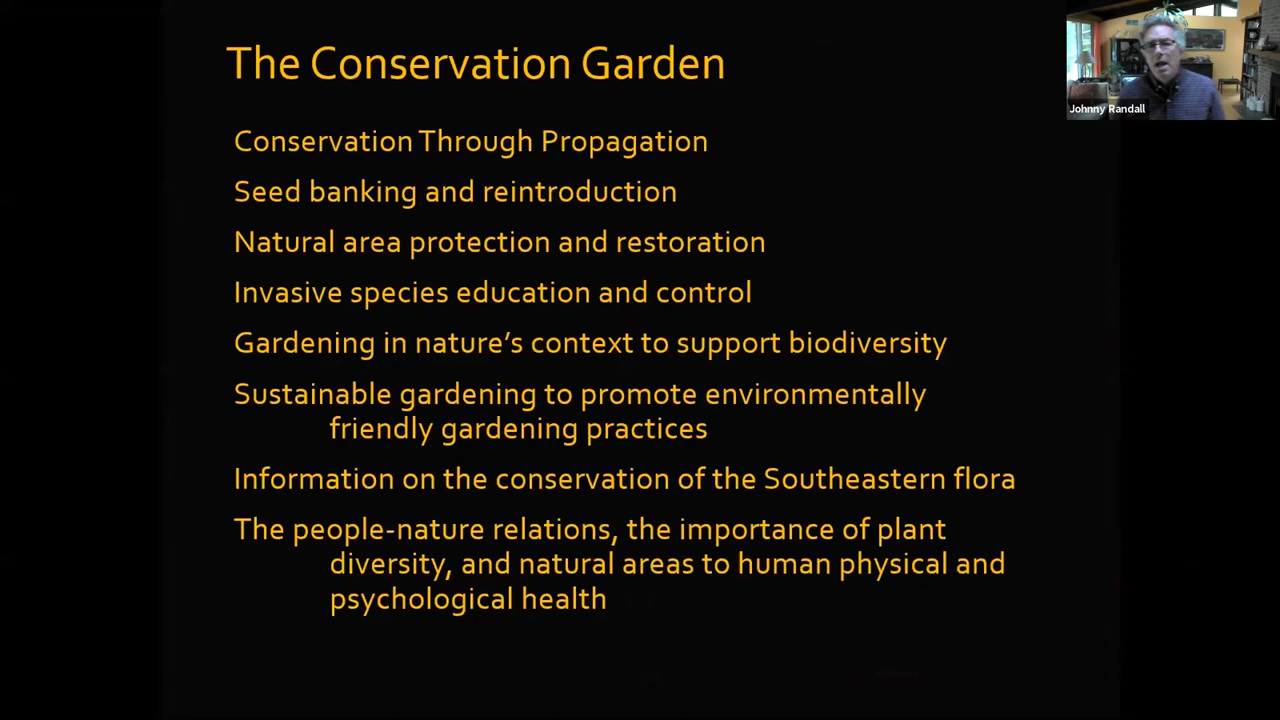 The Conservation Garden
Johnny Randall
Conservation Through Propagation
Seed banking and reintroduction
Natural area protection and restoration
Invasive species education and control
Gardening in nature’s context to support biodiversity
Sustainable gardening to promote environmentally
friendly gardening practices
Information on the conservation of the Southeastern flora
The people-nature relations, the importance of plant
diversity, and natural areas to human physical and
psychological health